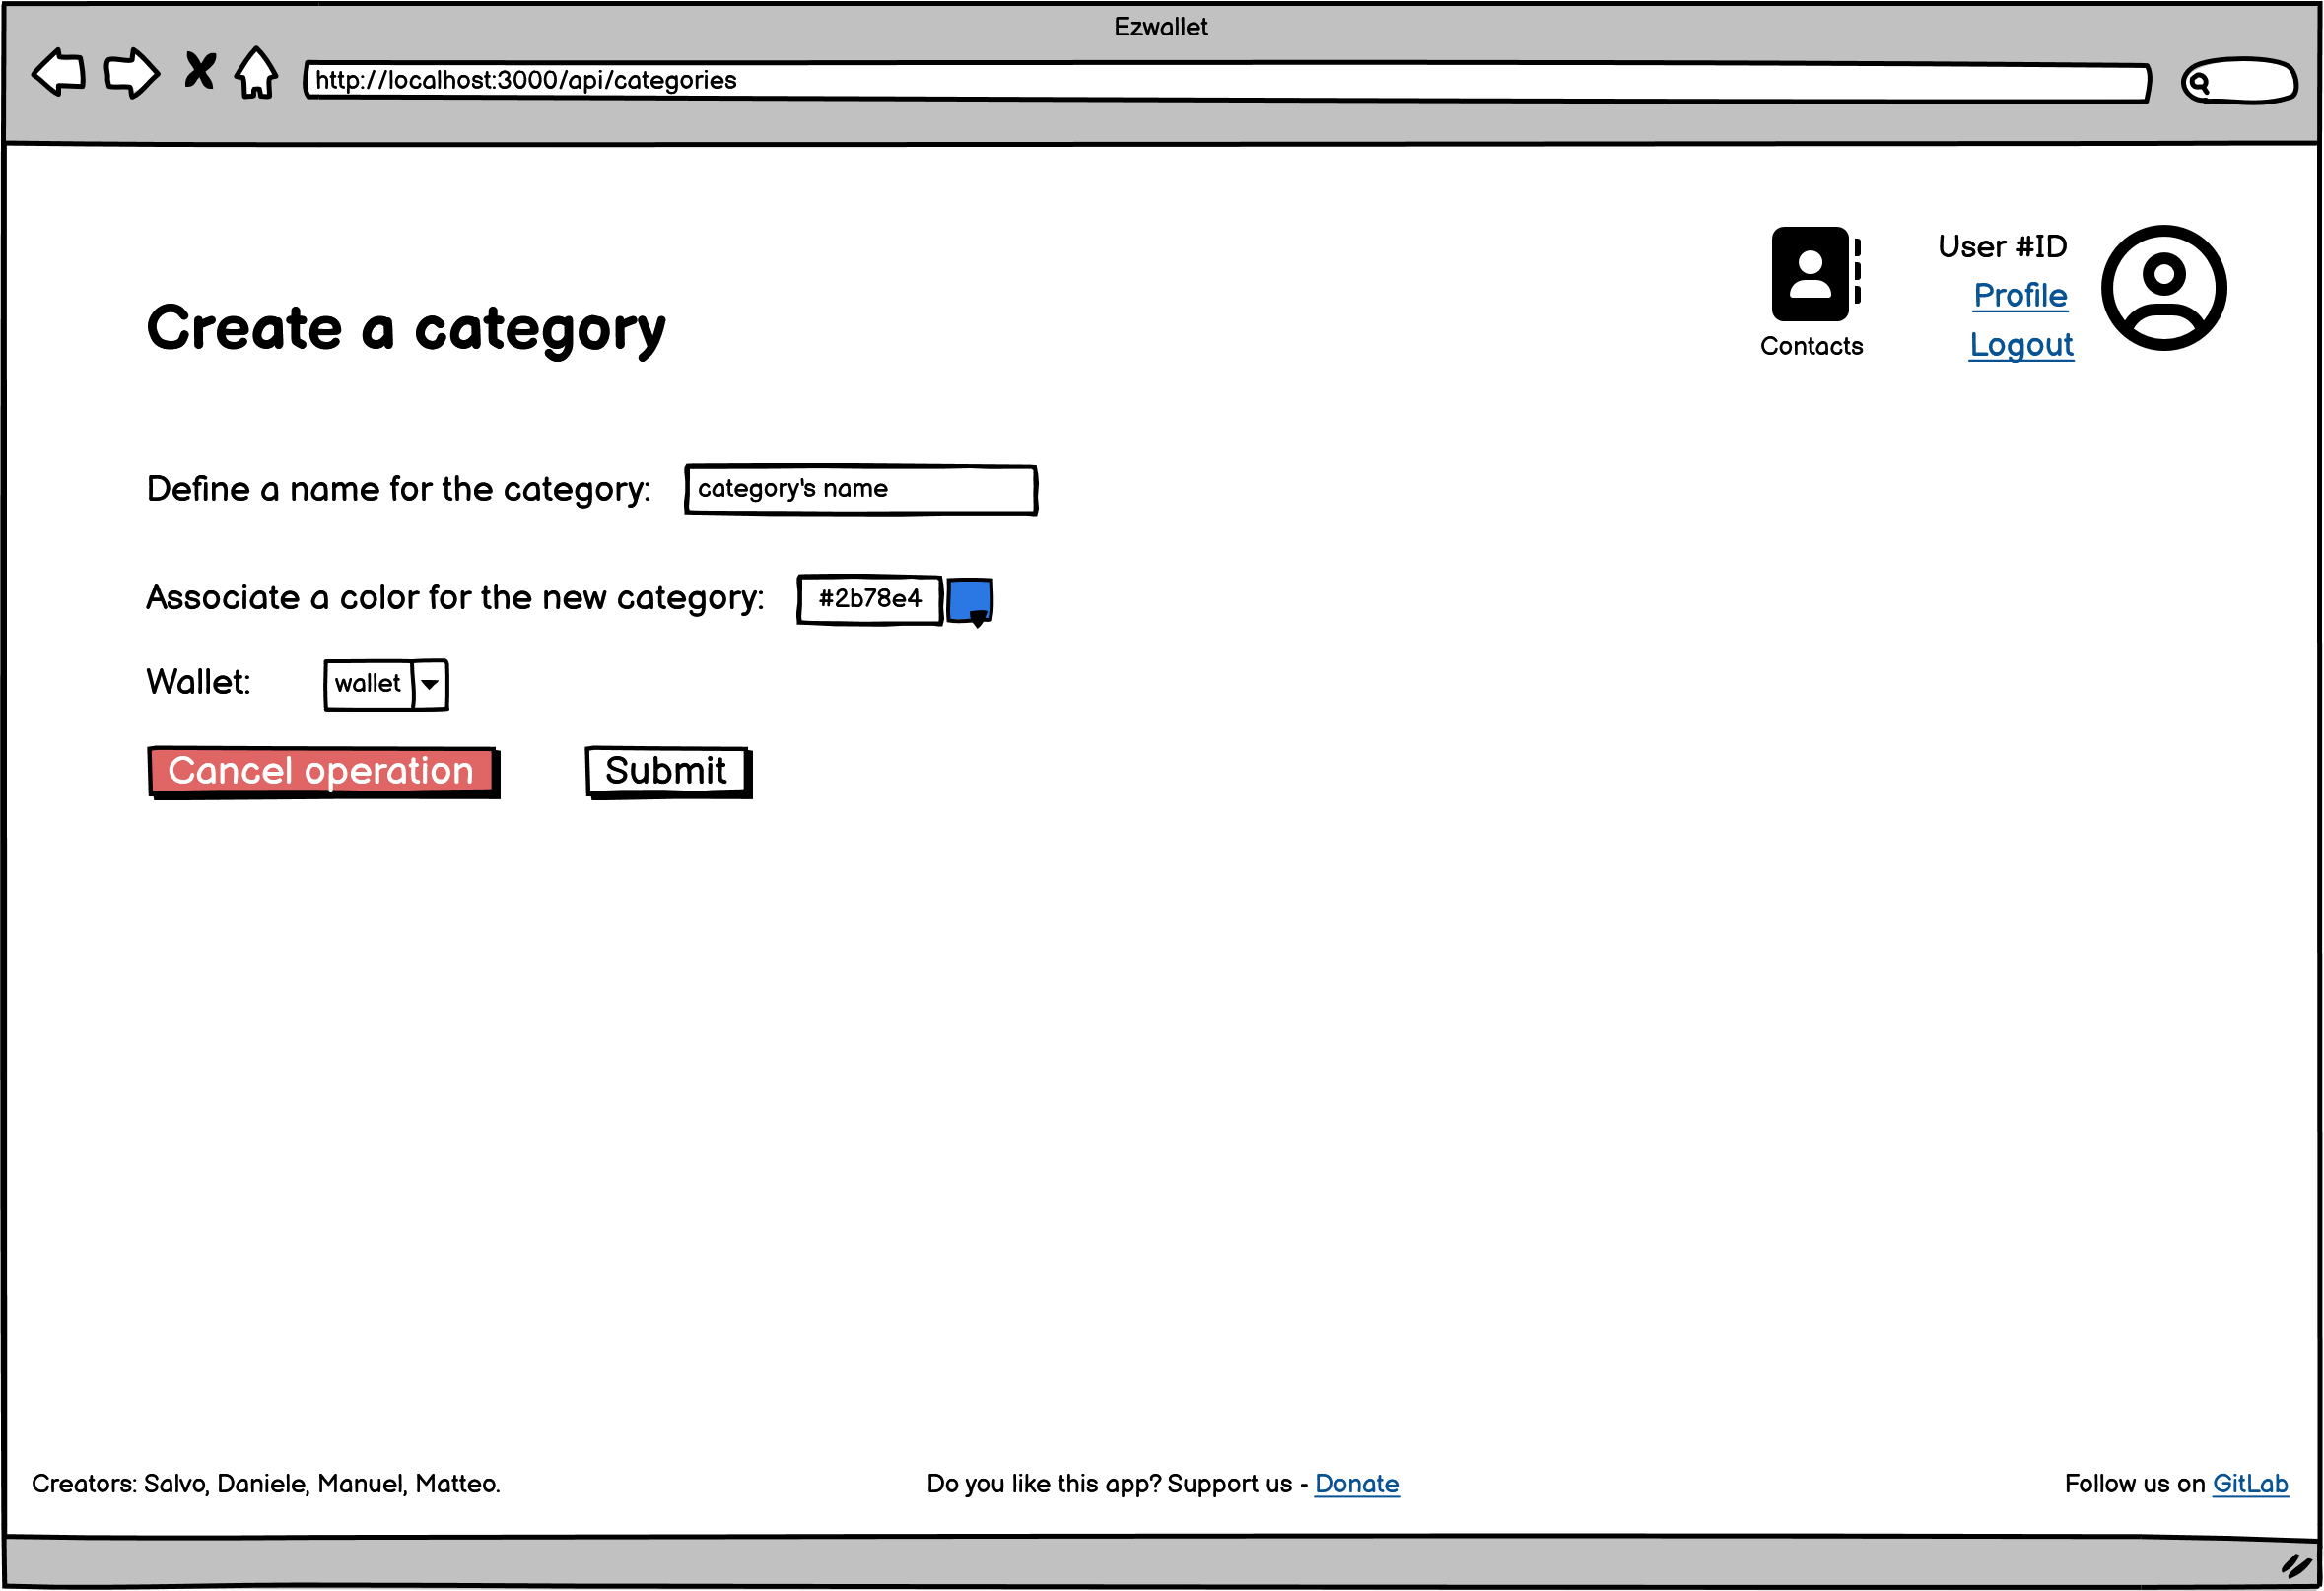 Ezwallet
http://localhost:3000/api/categories
User #ID
Profile
Logout
Contacts
Create a category
Define a name for the category: category's name
Associate a color for the new category: #2b78e4
Wallet: wallet
Cancel operation Submit
Creators: Salvo, Daniele, Manuel, Matteo. Do you like this app? Support us - Donate Follow us on GitLab